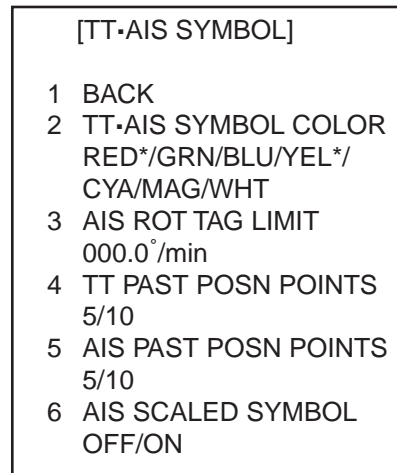 [TT▪AIS SYMBOL]
1 BACK
2 TT▪AIS SYMBOL COLOR
RED*/GRN/BLU/YEL*/
CYA/MAG/WHT
3 AIS ROT TAG LIMIT
000.0°/min
4 TT PAST POSN POINTS
5/10
5 AIS PAST POSN POINTS
5/10
6 AIS SCALED SYMBOL
OFF/ON